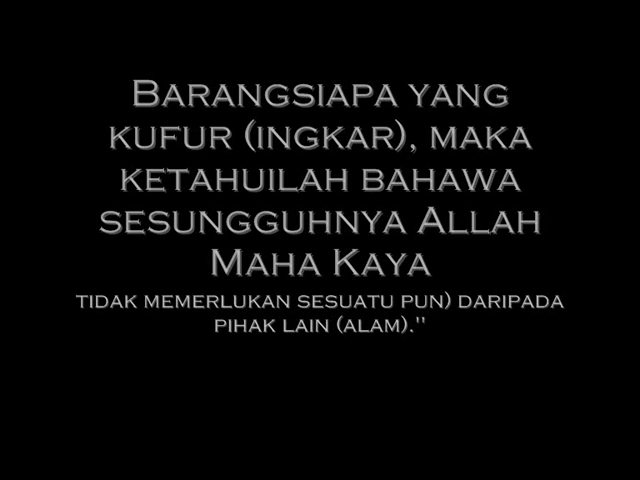 Barangsiapa yang
kufur (ingkar), maka
ketahuilah bahawa
sesungguhnya Allah
Maha Kaya
tidak memerlukan sesuatu pun) daripada
pihak lain (alam)."